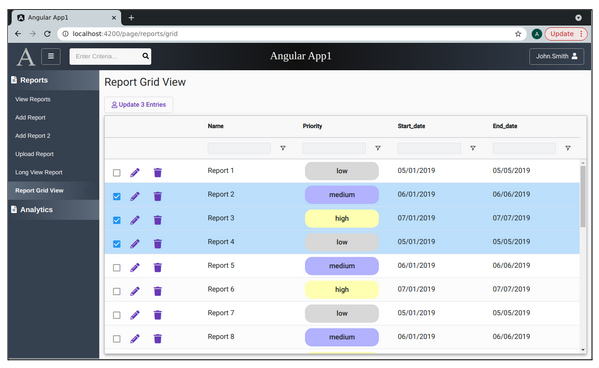 Angular App1
localhost:4200/page/reports/grid
A
Update
A
Enter Criteria...
Angular App1
John.Smith
Reports
View Reports
Add Report
Add Report 2
Upload Report
Long View Report
Report Grid View
Analytics
Report Grid View
Update 3 Entries
Name Priority Start_date End_date
Report 1 low 05/01/2019 05/05/2019
Report 2 medium 06/01/2019 06/06/2019
Report 3 high 07/01/2019 07/07/2019
Report 4 low 05/01/2019 05/05/2019
Report 5 medium 06/01/2019 06/06/2019
Report 6 high 07/01/2019 07/07/2019
Report 7 low 05/01/2019 05/05/2019
Report 8 medium 06/01/2019 06/06/2019